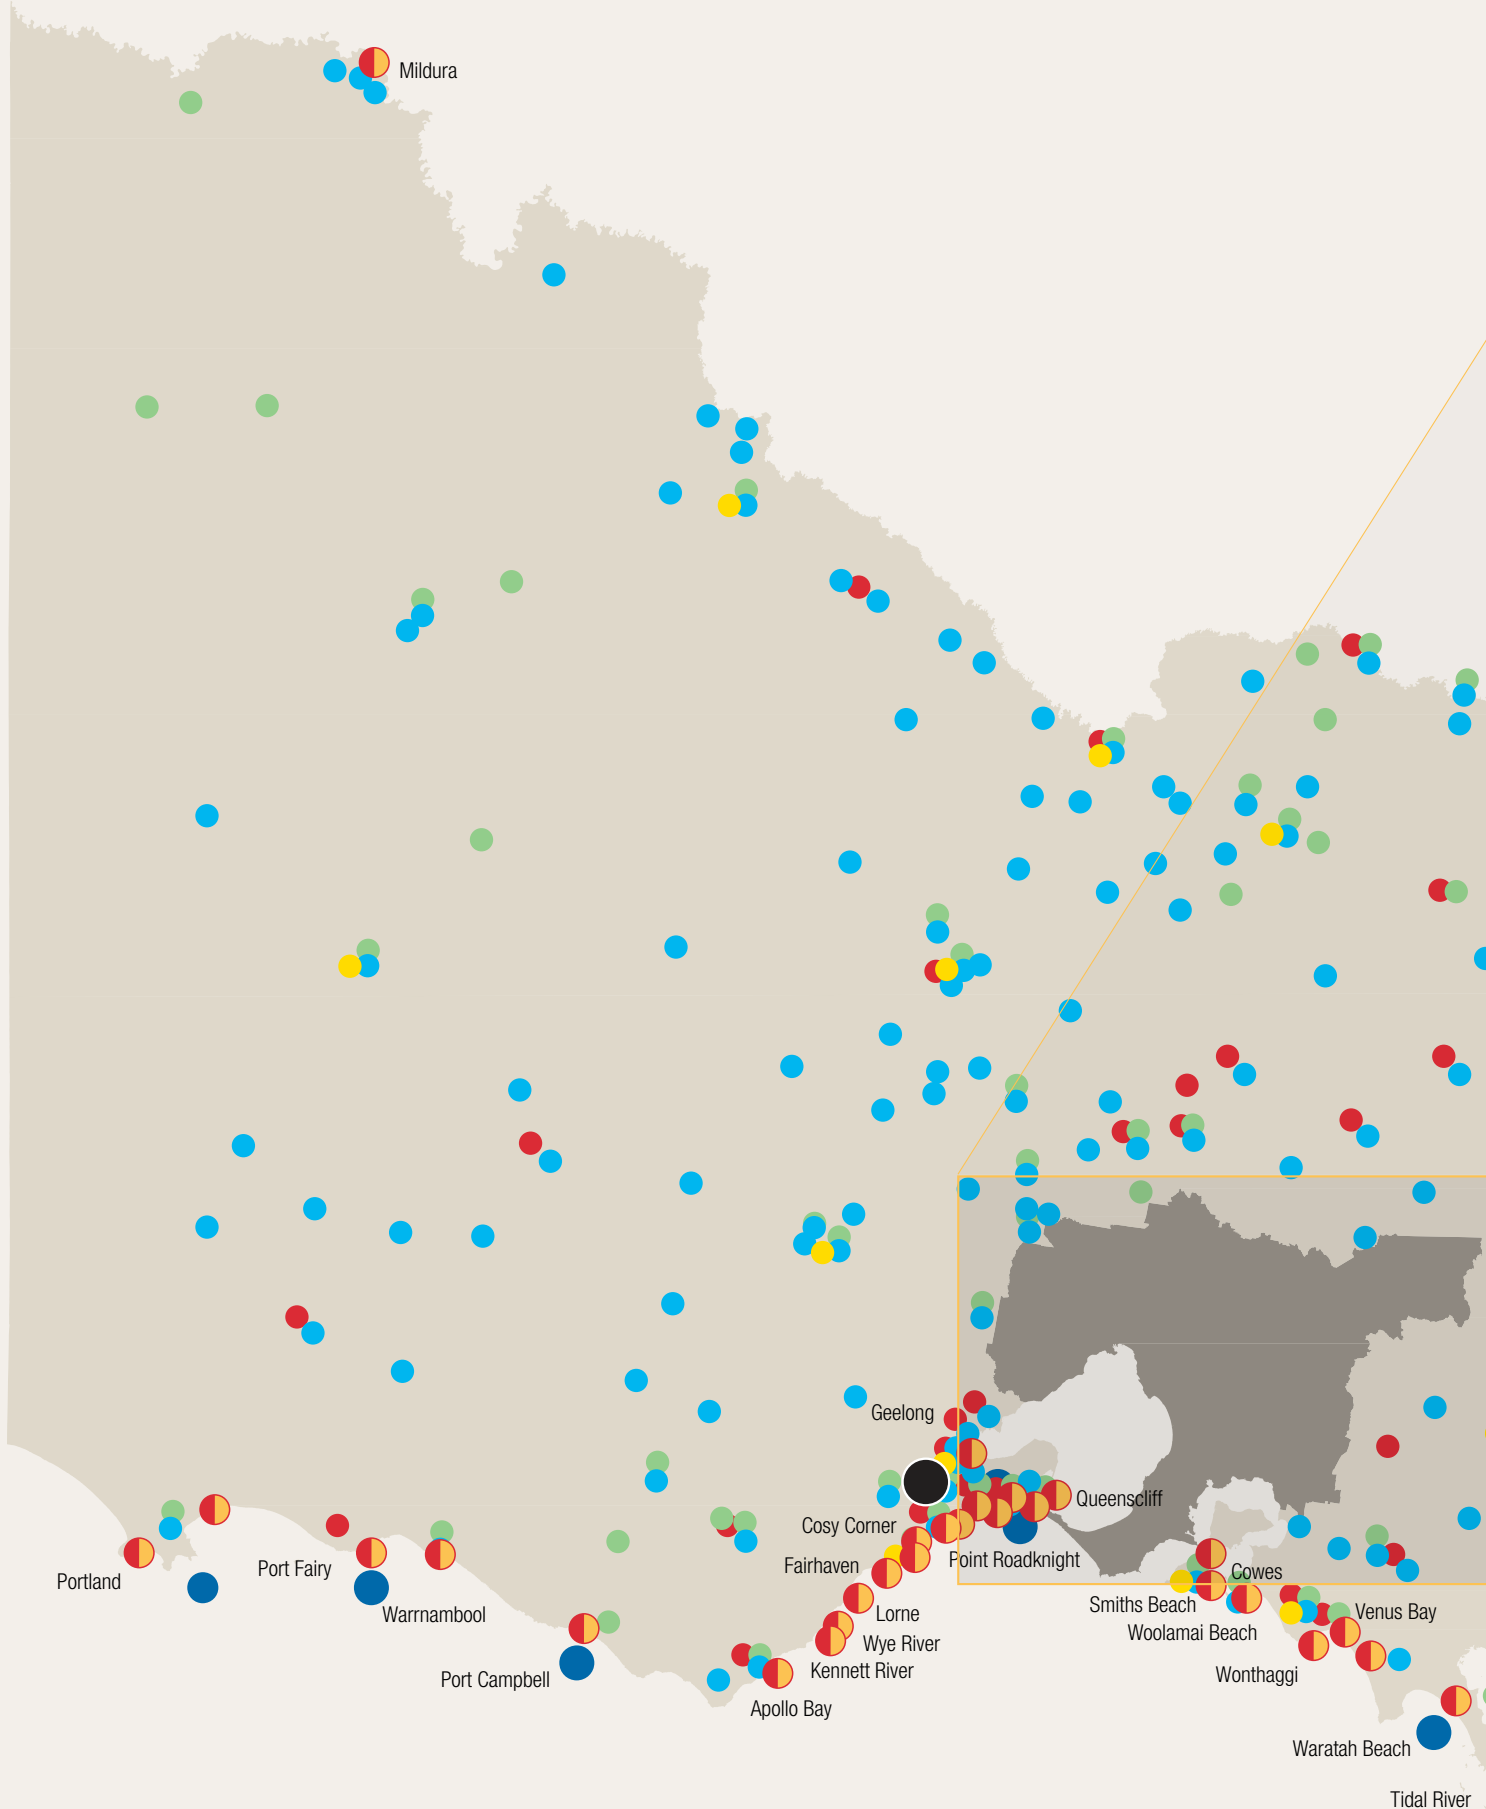 Mildura
Geelong
Queenscliff
Cosy Corner
Point Roadknight
Fairhaven
Portland
Port Fairy
Cowes
Smiths Beach
Warrnambool
Lorne
Venus Bay
Woolamai Beach
Wye River
Port Campbell
Kennett River
Wonthaggi
Apollo Bay
Waratah Beach
Tidal River